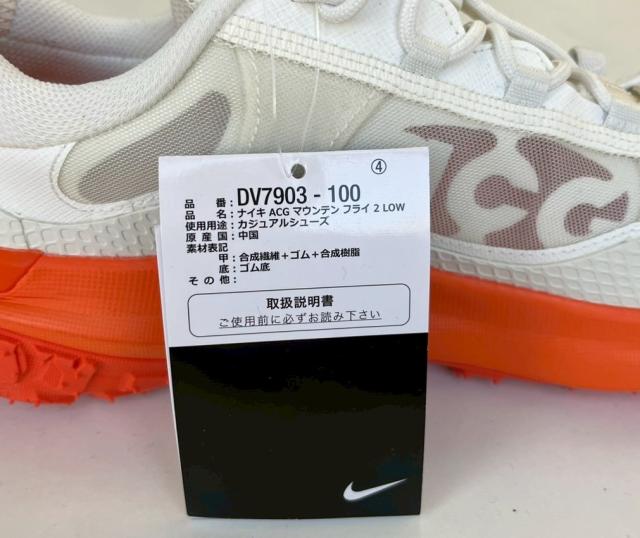 ④
品 番：DV7903 - 100
品 名：ナイキ ACG マウンテン フライ 2 LOW
使用用途：カジュアルシューズ
原 産 国：中国
素材表記
甲：合成繊維＋ゴム＋合成樹脂
底：ゴム底
そ の 他：
取扱説明書
ご使用前に必ずお読み下さい
ACG